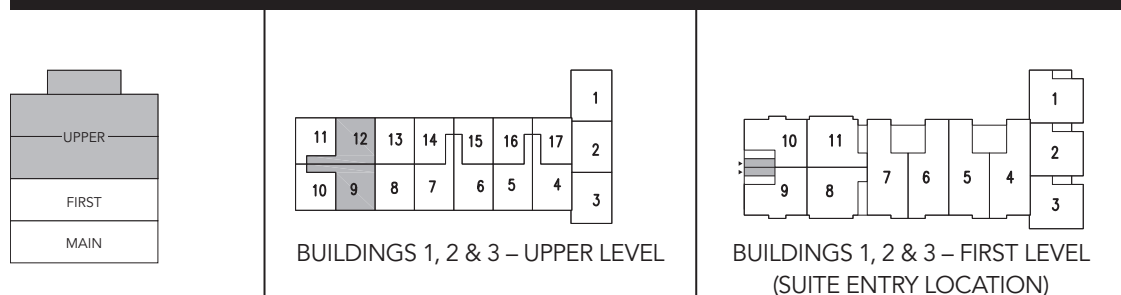 UPPER
FIRST
MAIN
1
11 12 13 14 15 16 17 2
10 9 8 7 6 5 4 3
BUILDINGS 1, 2 & 3 – UPPER LEVEL
1
10 11 2
9 8 7 6 5 4 3
BUILDINGS 1, 2 & 3 – FIRST LEVEL
(SUITE ENTRY LOCATION)